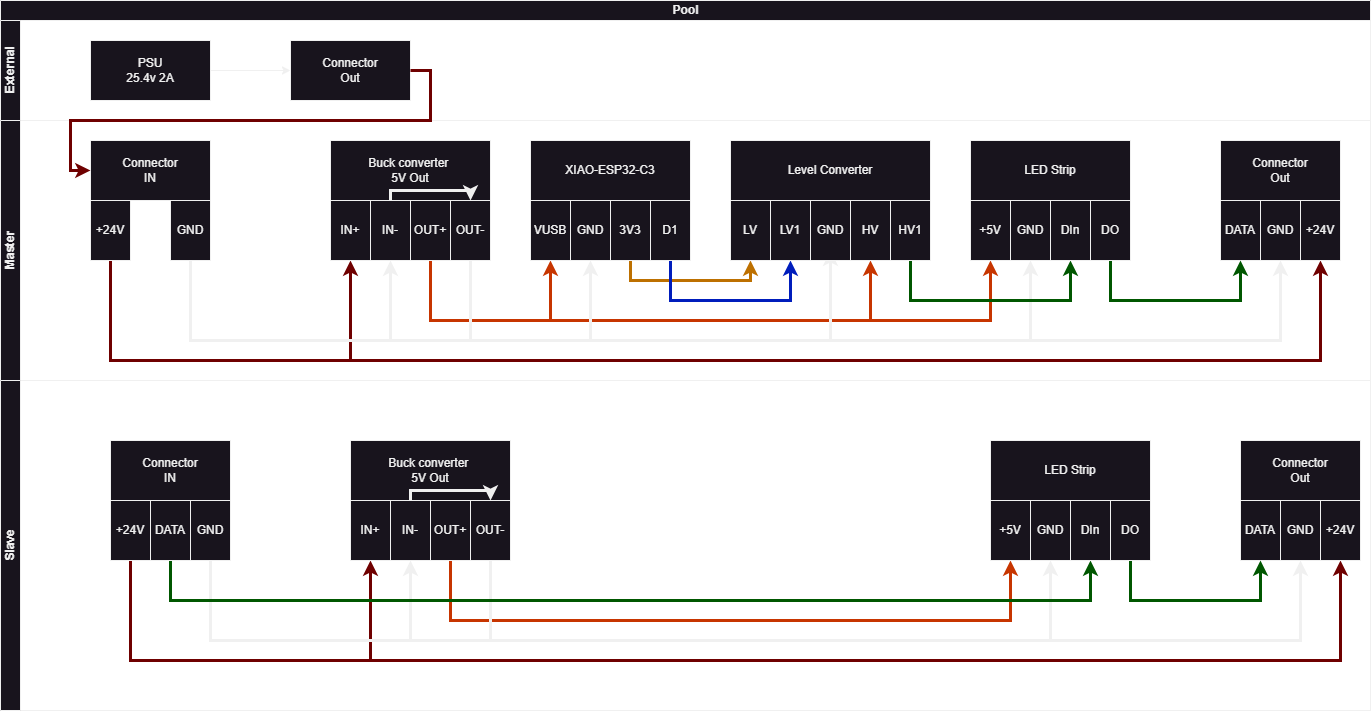 Pool
External
PSU
25.4v 2A
Connector
Out
Master
Connector
IN
+24V
GND
Buck converter
5V Out
IN+
IN-
OUT+
OUT-
XIAO-ESP32-C3
VUSB
GND
3V3
D1
Level Converter
LV
LV1
GND
HV
HV1
LED Strip
+5V
GND
DIn
DO
Connector
Out
DATA
GND
+24V
Slave
Connector
IN
+24V
DATA
GND
Buck converter
5V Out
IN+
IN-
OUT+
OUT-
LED Strip
+5V
GND
DIn
DO
Connector
Out
DATA
GND
+24V